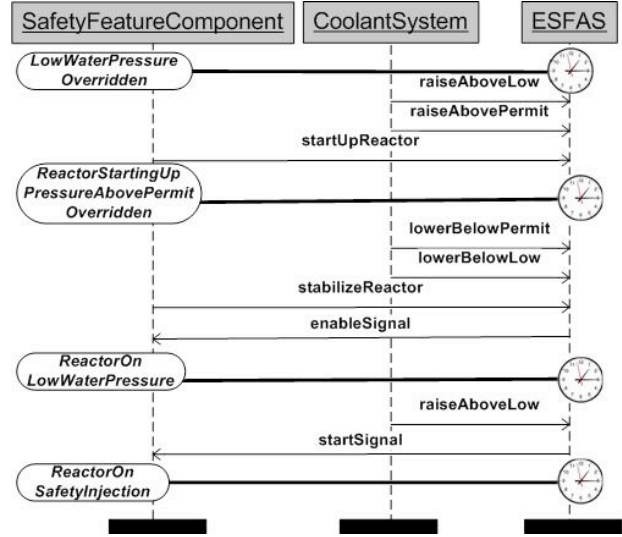 SafetyFeatureComponent
CoolantSystem
ESFAS
LowWaterPressure
Overridden
raiseAboveLow
raiseAbovePermit
startUpReactor
ReactorStartingUp
PressureAbovePermit
Overridden
lowerBelowPermit
lowerBelowLow
stabilizeReactor
enableSignal
ReactorOn
LowWaterPressure
raiseAboveLow
startSignal
ReactorOn
SafetyInjection